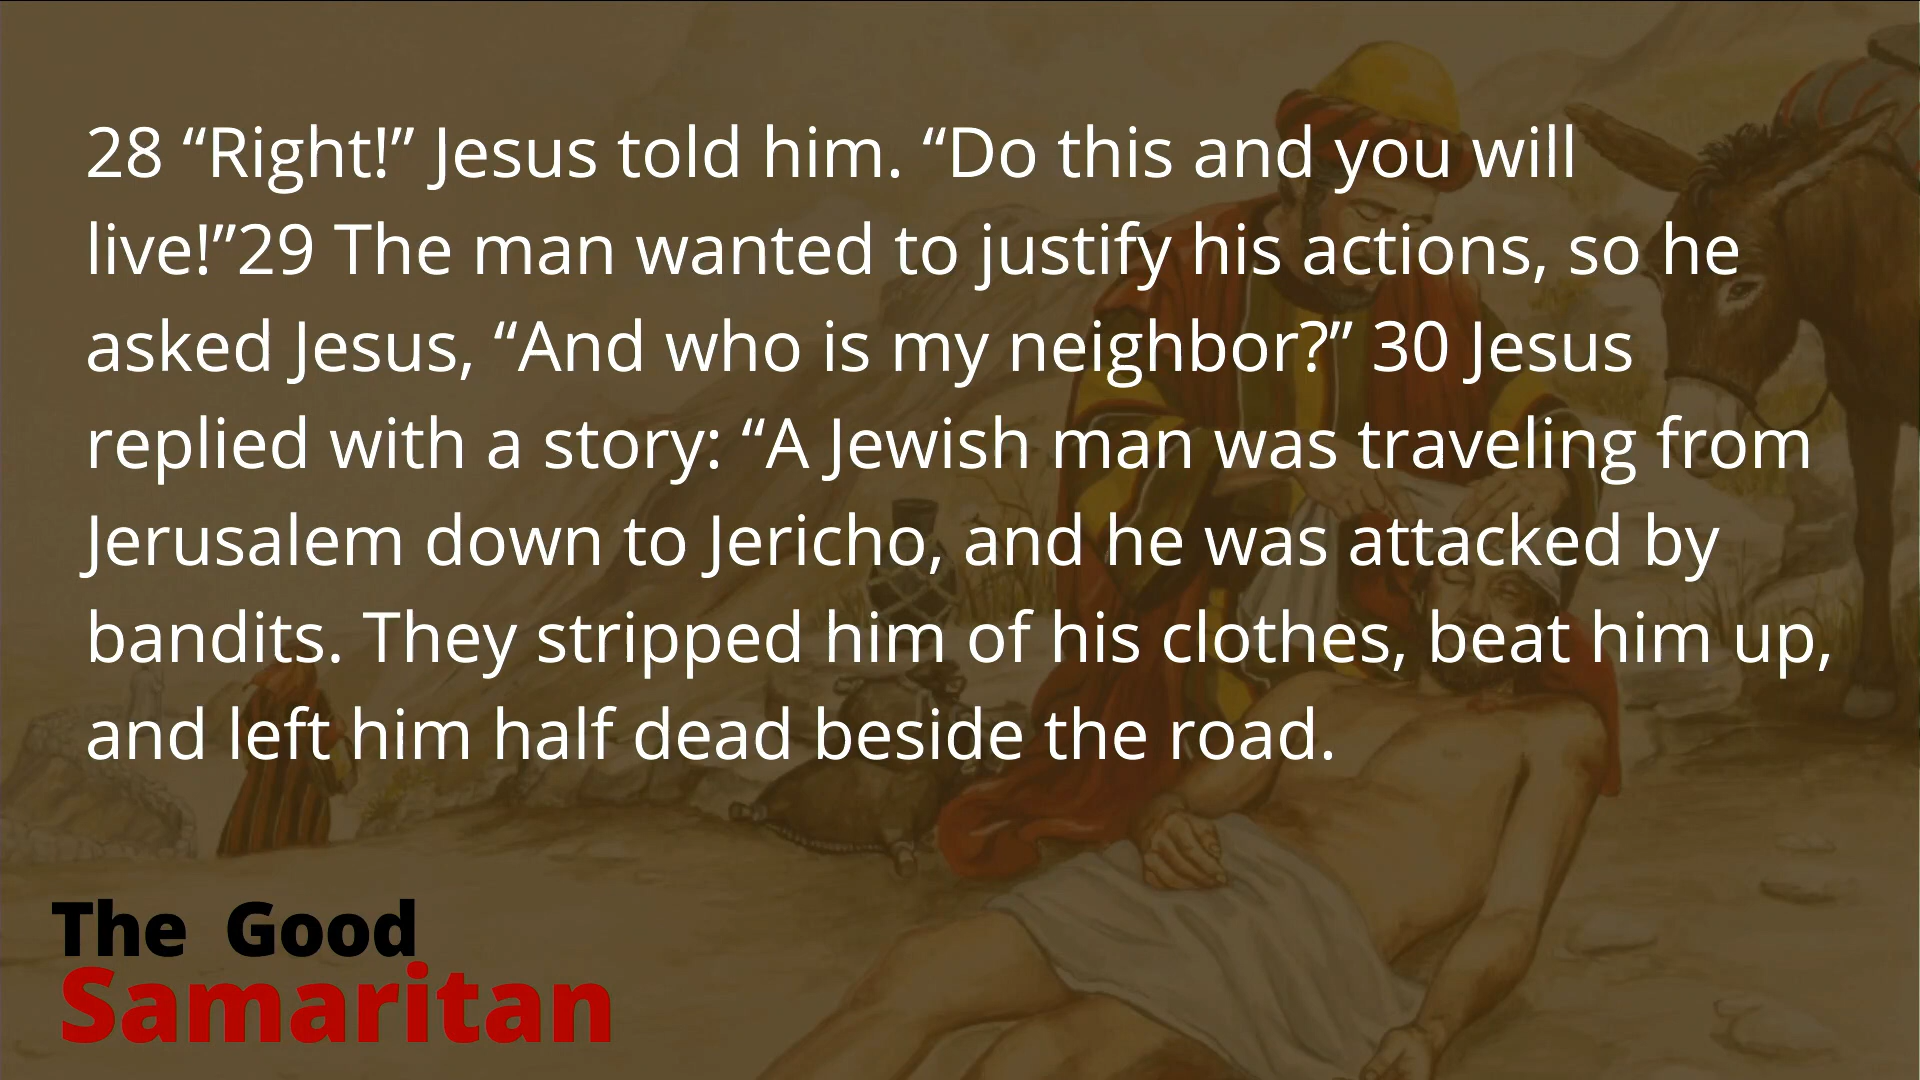 28 “Right!” Jesus told him. “Do this and you will
live!”29 The man wanted to justify his actions, so he
asked Jesus, “And who is my neighbor?” 30 Jesus
replied with a story: “A Jewish man was traveling from
Jerusalem down to Jericho, and he was attacked by
bandits. They stripped him of his clothes, beat him up,
and left him half dead beside the road.
The Good
Samaritan